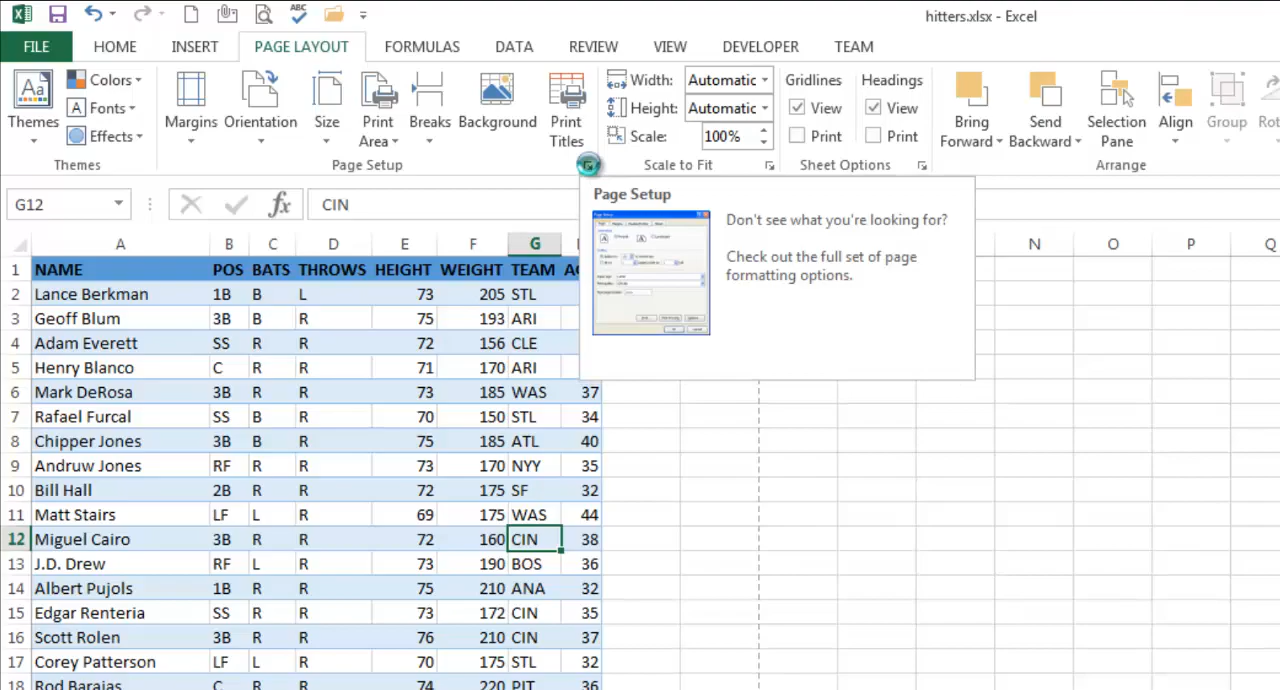 ABC
hitters.xlsx - Excel
FILE HOME INSERT PAGE LAYOUT FORMULAS DATA REVIEW VIEW DEVELOPER TEAM
Themes Colors Fonts Effects
Themes
Margins Orientation Size Print Area Breaks Background Print Titles
Page Setup
Width: Automatic
Height: Automatic
Scale: 100%
Scale to Fit
Gridlines Headings
View View
Print Print
Sheet Options
Bring Forward Send Backward Selection Pane Align Group Rot
Arrange
G12 fx CIN
Page Setup
Don't see what you're looking for?
Check out the full set of page
formatting options.
A B C D E F G N O P Q
1 NAME POS BATS THROWS HEIGHT WEIGHT TEAM AG
2 Lance Berkman 1B B L 73 205 STL
3 Geoff Blum 3B B R 75 193 ARI
4 Adam Everett SS R R 72 156 CLE
5 Henry Blanco C R R 71 170 ARI
6 Mark DeRosa 3B R R 73 185 WAS 37
7 Rafael Furcal SS B R 70 150 STL 34
8 Chipper Jones 3B B R 75 185 ATL 40
9 Andruw Jones RF R R 73 170 NYY 35
10 Bill Hall 2B R R 72 175 SF 32
11 Matt Stairs LF L R 69 175 WAS 44
12 Miguel Cairo 3B R R 72 160 CIN 38
13 J.D. Drew RF L R 73 190 BOS 36
14 Albert Pujols 1B R R 75 210 ANA 32
15 Edgar Renteria SS R R 73 172 CIN 35
16 Scott Rolen 3B R R 76 210 CIN 37
17 Corey Patterson LF L R 70 175 STL 32
18 Rod Barajas C R R 74 220 PIT 36